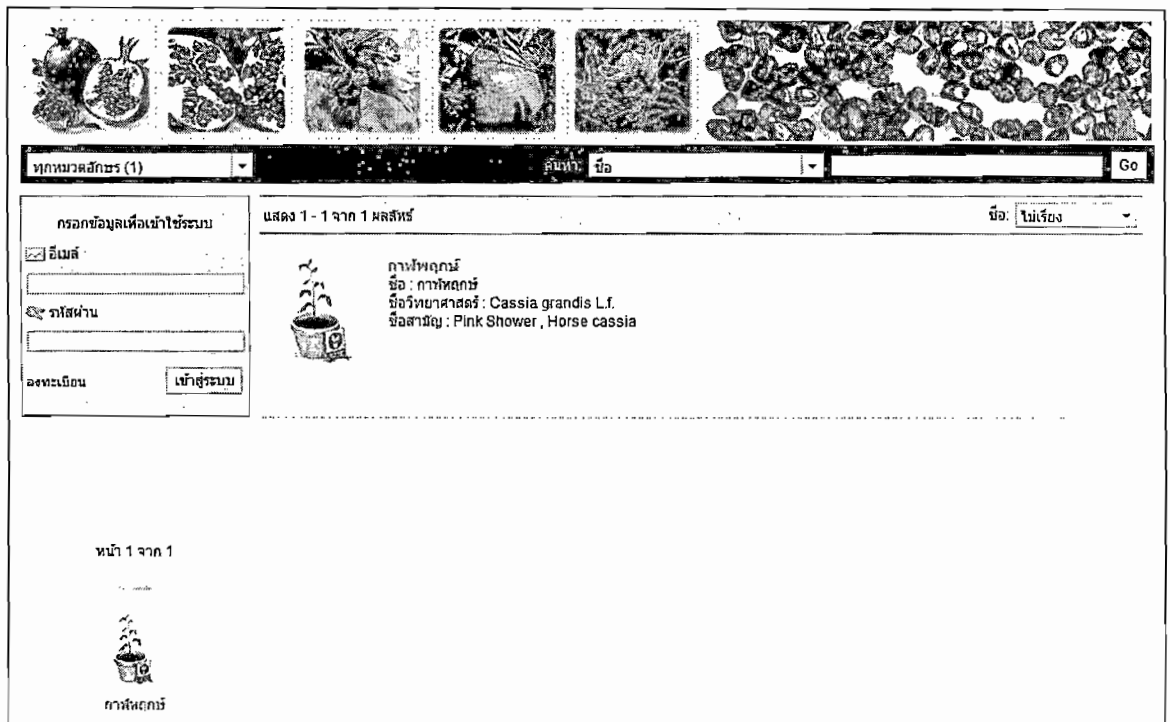 ทุกหมวดอักษร (1) ค้นหา: ชื่อ Go
กรอกข้อมูลเพื่อเข้าใช้ระบบ
อีเมล์
รหัสผ่าน
ลงทะเบียน เข้าสู่ระบบ
แสดง 1 - 1 จาก 1 ผลลัพธ์ ชื่อ: ไม่เรียง
กาฬพฤกษ์
ชื่อ : กาฬพฤกษ์
ชื่อวิทยาศาสตร์ : Cassia grandis L.f.
ชื่อสามัญ : Pink Shower , Horse cassia
หน้า 1 จาก 1
กาฬพฤกษ์